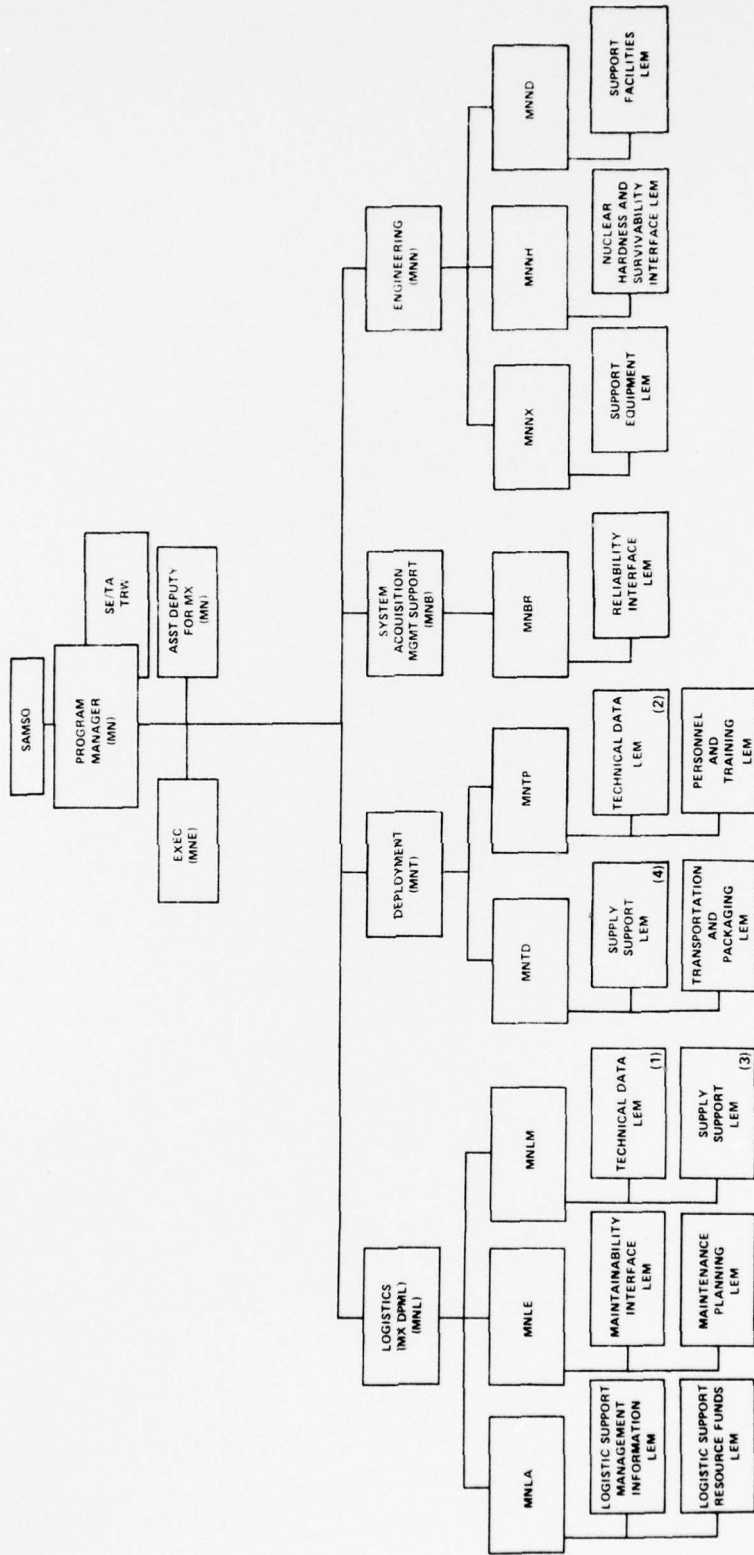 SAMSO
PROGRAM
MANAGER
(MN)
SE/TA
TRW
EXEC
(MNE)
ASST DEPUTY
FOR MX
(MN)
LOGISTICS
(MX DPML)
(MNL)
DEPLOYMENT
(MNT)
SYSTEM
ACQUISITION
MGMT SUPPORT
(MNB)
ENGINEERING
(MNN)
MNLA
MNLE
MNLM
MNTD
MNTP
MNBR
MNNX
MNNH
MNND
LOGISTIC SUPPORT
MANAGEMENT
INFORMATION
LEM
MAINTAINABILITY
INTERFACE
LEM
TECHNICAL DATA
LEM
(1)
SUPPLY
SUPPORT
LEM
(4)
TECHNICAL DATA
LEM
(2)
RELIABILITY
INTERFACE
LEM
SUPPORT
EQUIPMENT
LEM
NUCLEAR
HARDNESS AND
SURVIVABILITY
INTERFACE LEM
SUPPORT
FACILITIES
LEM
LOGISTIC SUPPORT
RESOURCE FUNDS
LEM
MAINTENANCE
PLANNING
LEM
SUPPLY
SUPPORT
LEM
(3)
TRANSPORTATION
AND
PACKAGING
LEM
PERSONNEL
AND
TRAINING
LEM